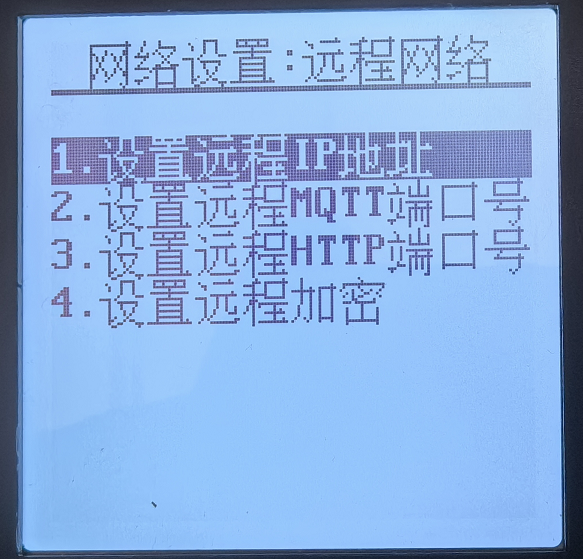 网络设置:远程网络
1.设置远程IP地址
2.设置远程MQTT端口号
3.设置远程HTTP端口号
4.设置远程加密